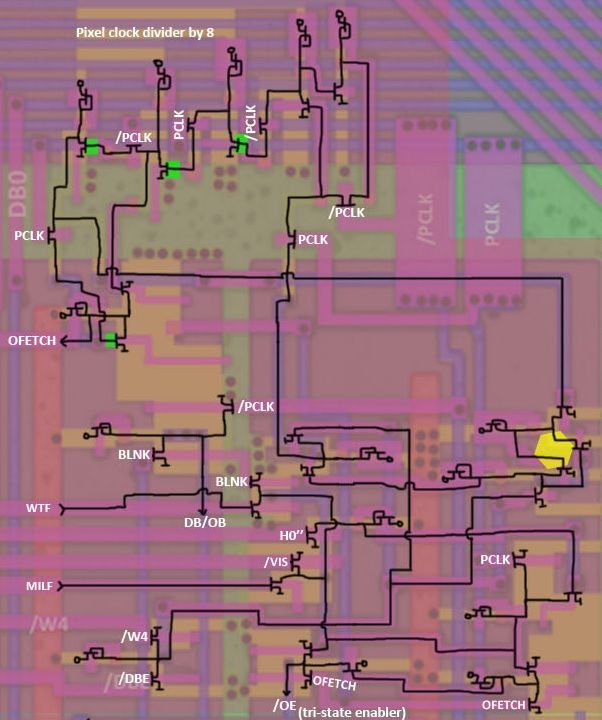 Pixel clock divider by 8
/PCLK
PCLK
/PCLK
DB0
/PCLK
PCLK
PCLK
/PCLK
PCLK
OFETCH
/PCLK
BLNK
BLNK
WTF
DB/OB
H0''
/VIS
PCLK
MILF
/W4
/W4
/DBE
OFETCH
OFETCH
/OE (tri-state enabler)